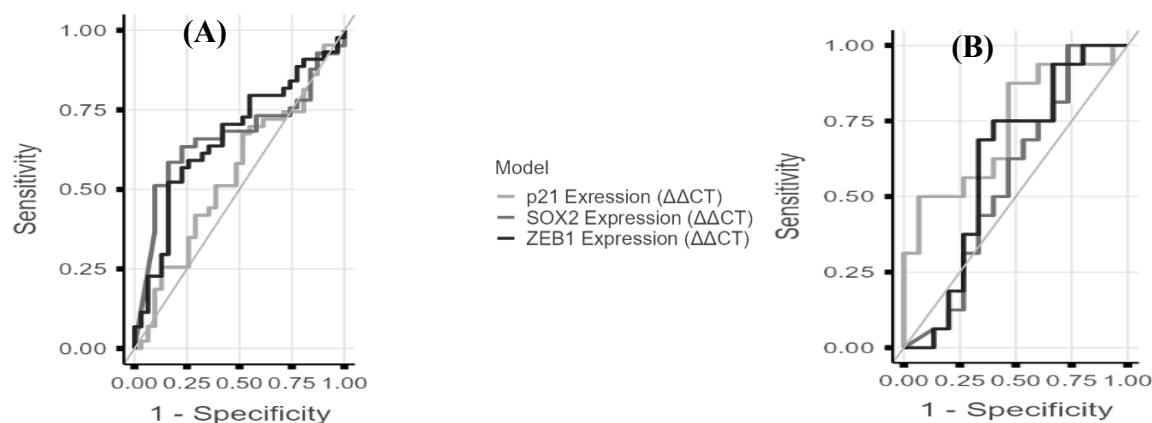 (A)
1.00
0.75
0.50
0.25
0.00
Sensitivity
0.00 0.25 0.50 0.75 1.00
1 - Specificity
Model
p21 Exression (ΔΔCT)
SOX2 Expression (ΔΔCT)
ZEB1 Expression (ΔΔCT)
(B)
1.00
0.75
0.50
0.25
0.00
Sensitivity
0.00 0.25 0.50 0.75 1.00
1 - Specificity